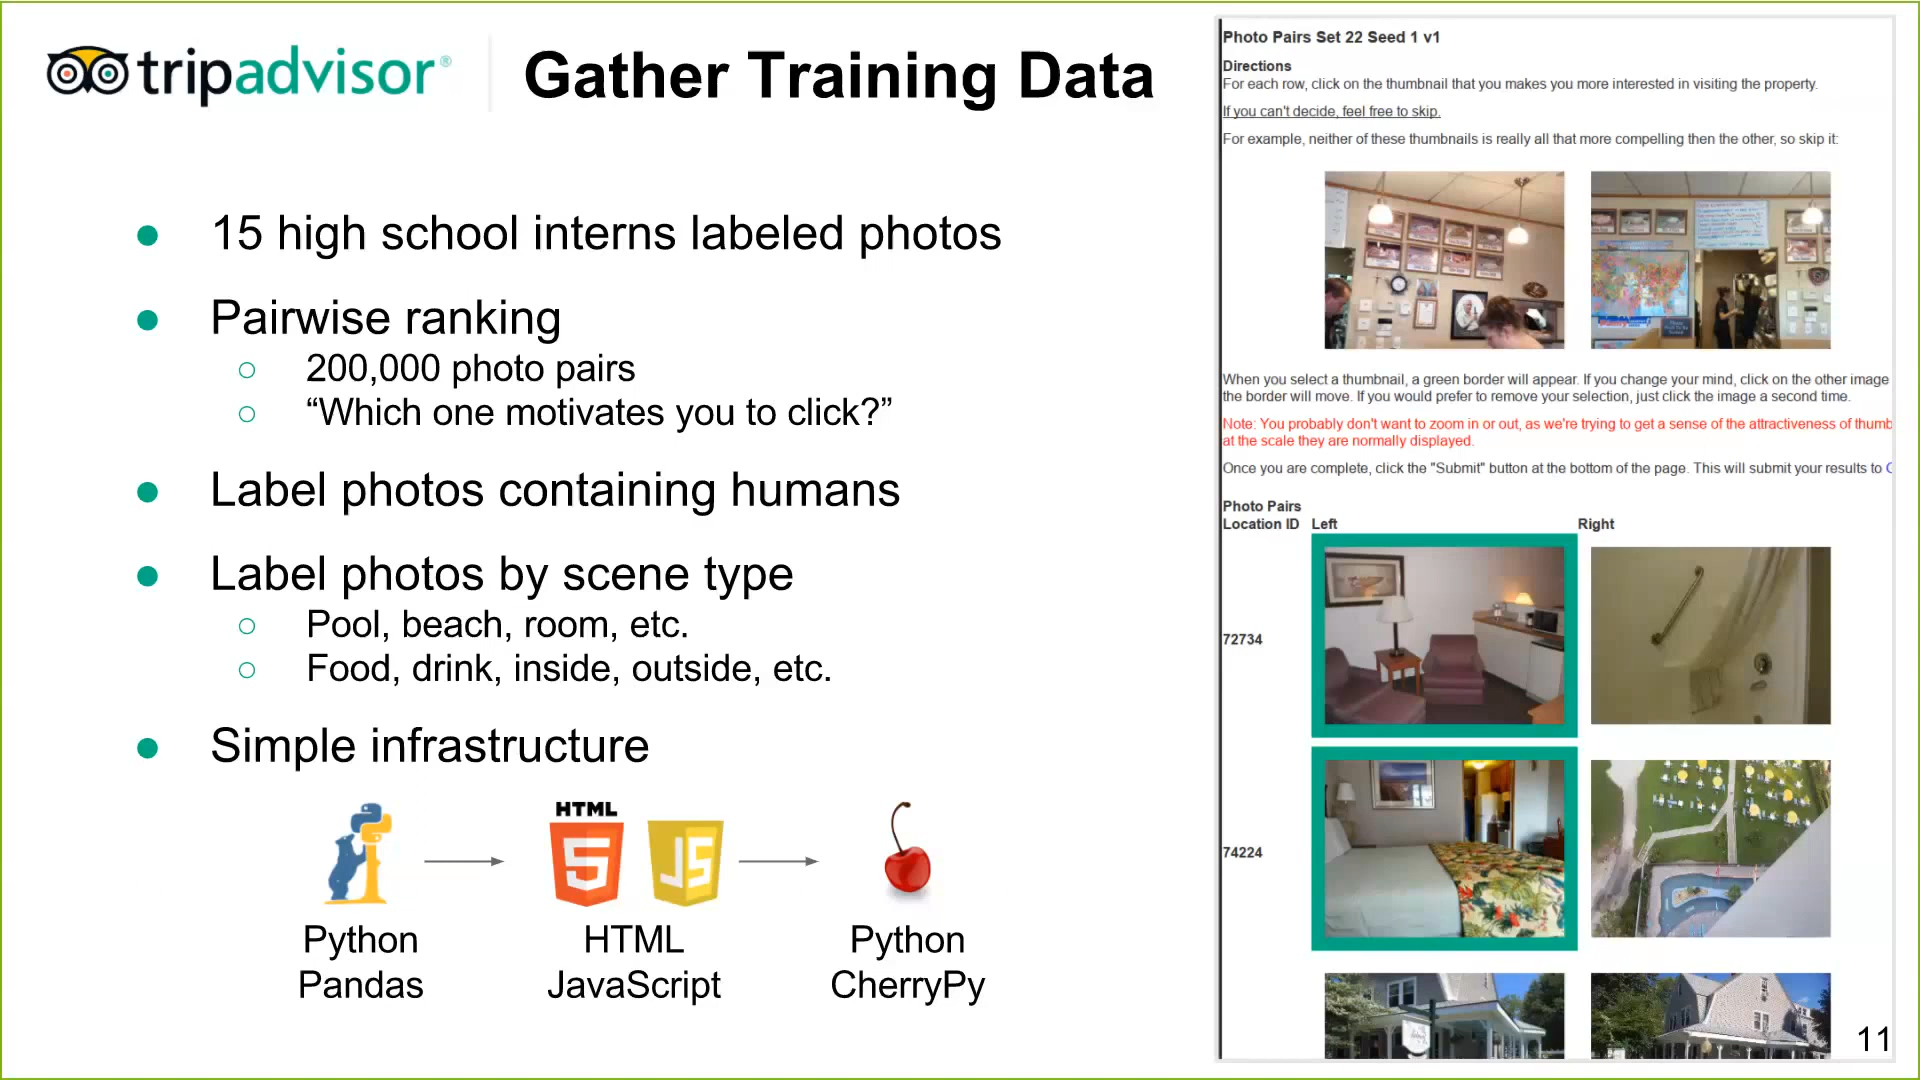 tripadvisor®
Gather Training Data
15 high school interns labeled photos
Pairwise ranking
200,000 photo pairs
“Which one motivates you to click?”
Label photos containing humans
Label photos by scene type
Pool, beach, room, etc.
Food, drink, inside, outside, etc.
Simple infrastructure
HTML
5
JS
Python
Pandas
HTML
JavaScript
Python
CherryPy
Photo Pairs Set 22 Seed 1 v1
Directions
For each row, click on the thumbnail that you makes you more interested in visiting the property.
If you can't decide, feel free to skip.
For example, neither of these thumbnails is really all that more compelling then the other, so skip it:
When you select a thumbnail, a green border will appear. If you change your mind, click on the other image
the border will move. If you would prefer to remove your selection, just click the image a second time.
Note: You probably don't want to zoom in or out, as we're trying to get a sense of the attractiveness of thumb
at the scale they are normally displayed.
Once you are complete, click the "Submit" button at the bottom of the page. This will submit your results to
Photo Pairs
Location ID Left Right
72734
74224
11